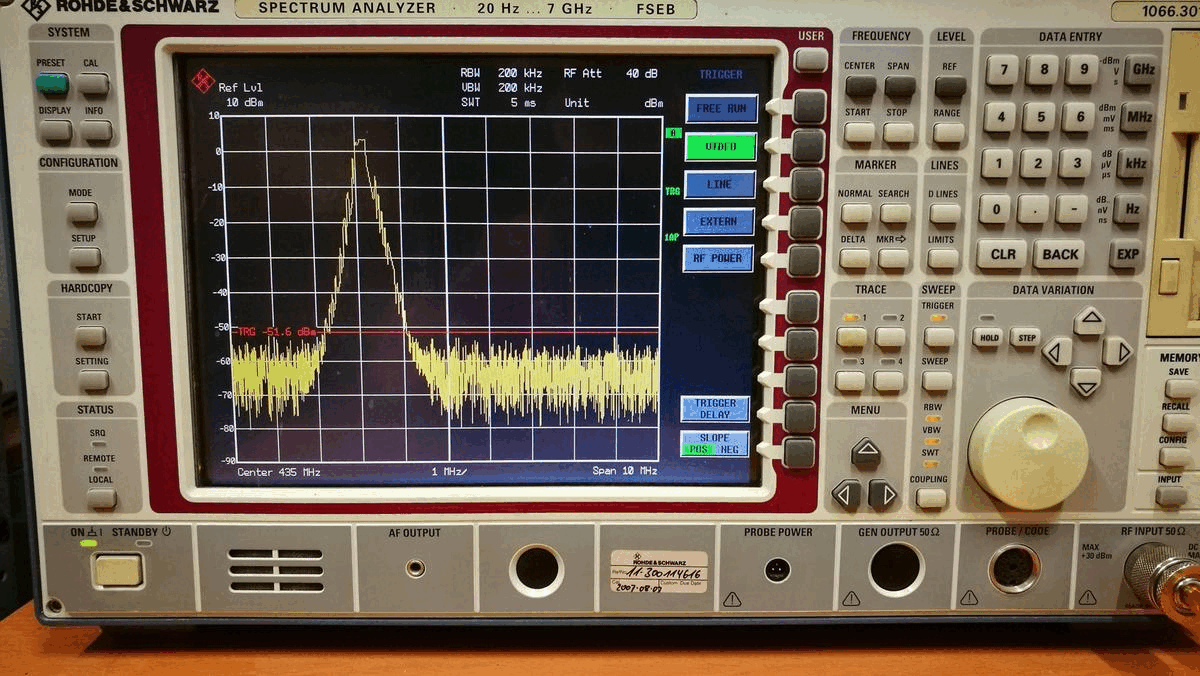 ROHDE&SCHWARZ
SPECTRUM ANALYZER · 20 Hz ... 7 GHz · FSEB
1066.30
SYSTEM
PRESET CAL
DISPLAY INFO
CONFIGURATION
MODE
SETUP
HARDCOPY
START
SETTING
STATUS
SRQ
REMOTE
LOCAL
Ref Lvl
10 dBm
RBW 200 kHz RF Att 40 dB
VBW 200 kHz
SWT 5 ms Unit dBm
10
0
-10
-20
-30
-40
-50
-60
-70
-80
-90
TRG -51.6 dBm
Center 435 MHz 1 MHz/ Span 10 MHz
A
TRG
1AP
TRIGGER
FREE RUN
VIDEO
LINE
EXTERN
RF POWER
TRIGGER
DELAY
SLOPE
POS NEG
USER
FREQUENCY
CENTER SPAN
START STOP
LEVEL
REF
RANGE
MARKER
NORMAL SEARCH
DELTA MKR⇨
LINES
D LINES
LIMITS
TRACE
1 2
3 4
SWEEP
TRIGGER
SWEEP
RBW
VBW
SWT
COUPLING
MENU
DATA ENTRY
7 8 9 -dBm V s GHz
4 5 6 dBm mV ms MHz
1 2 3 dB µV µs kHz
0 . - dB.. nV ns Hz
CLR BACK EXP
DATA VARIATION
HOLD STEP
MEMORY
SAVE
RECALL
CONFIG
INPUT
ON STANDBY
AF OUTPUT
ROHDE&SCHWARZ
11-300114616
2007-08-07
Custom. Due Date
PROBE POWER
GEN OUTPUT 50Ω
PROBE / CODE
RF INPUT 50Ω
MAX
+30 dBm
DC